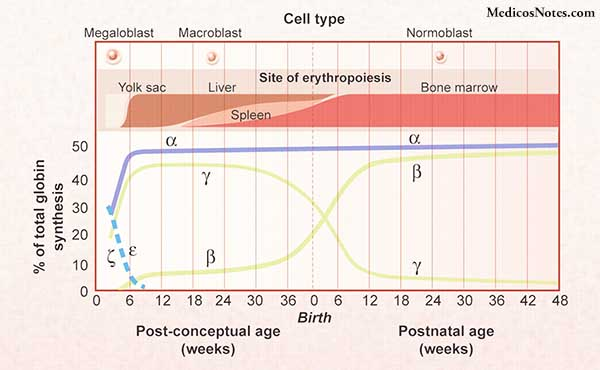 MedicosNotes.com
Cell type
Megaloblast Macroblast Normoblast
Site of erythropoiesis
Yolk sac Liver Bone marrow
Spleen
% of total globin
synthesis
50
40
30
20
10
0
α α
γ β
ζ ε β γ
0 6 12 18 24 30 36 0 6 12 18 24 30 36 42 48
Birth
Post-conceptual age
(weeks)
Postnatal age
(weeks)